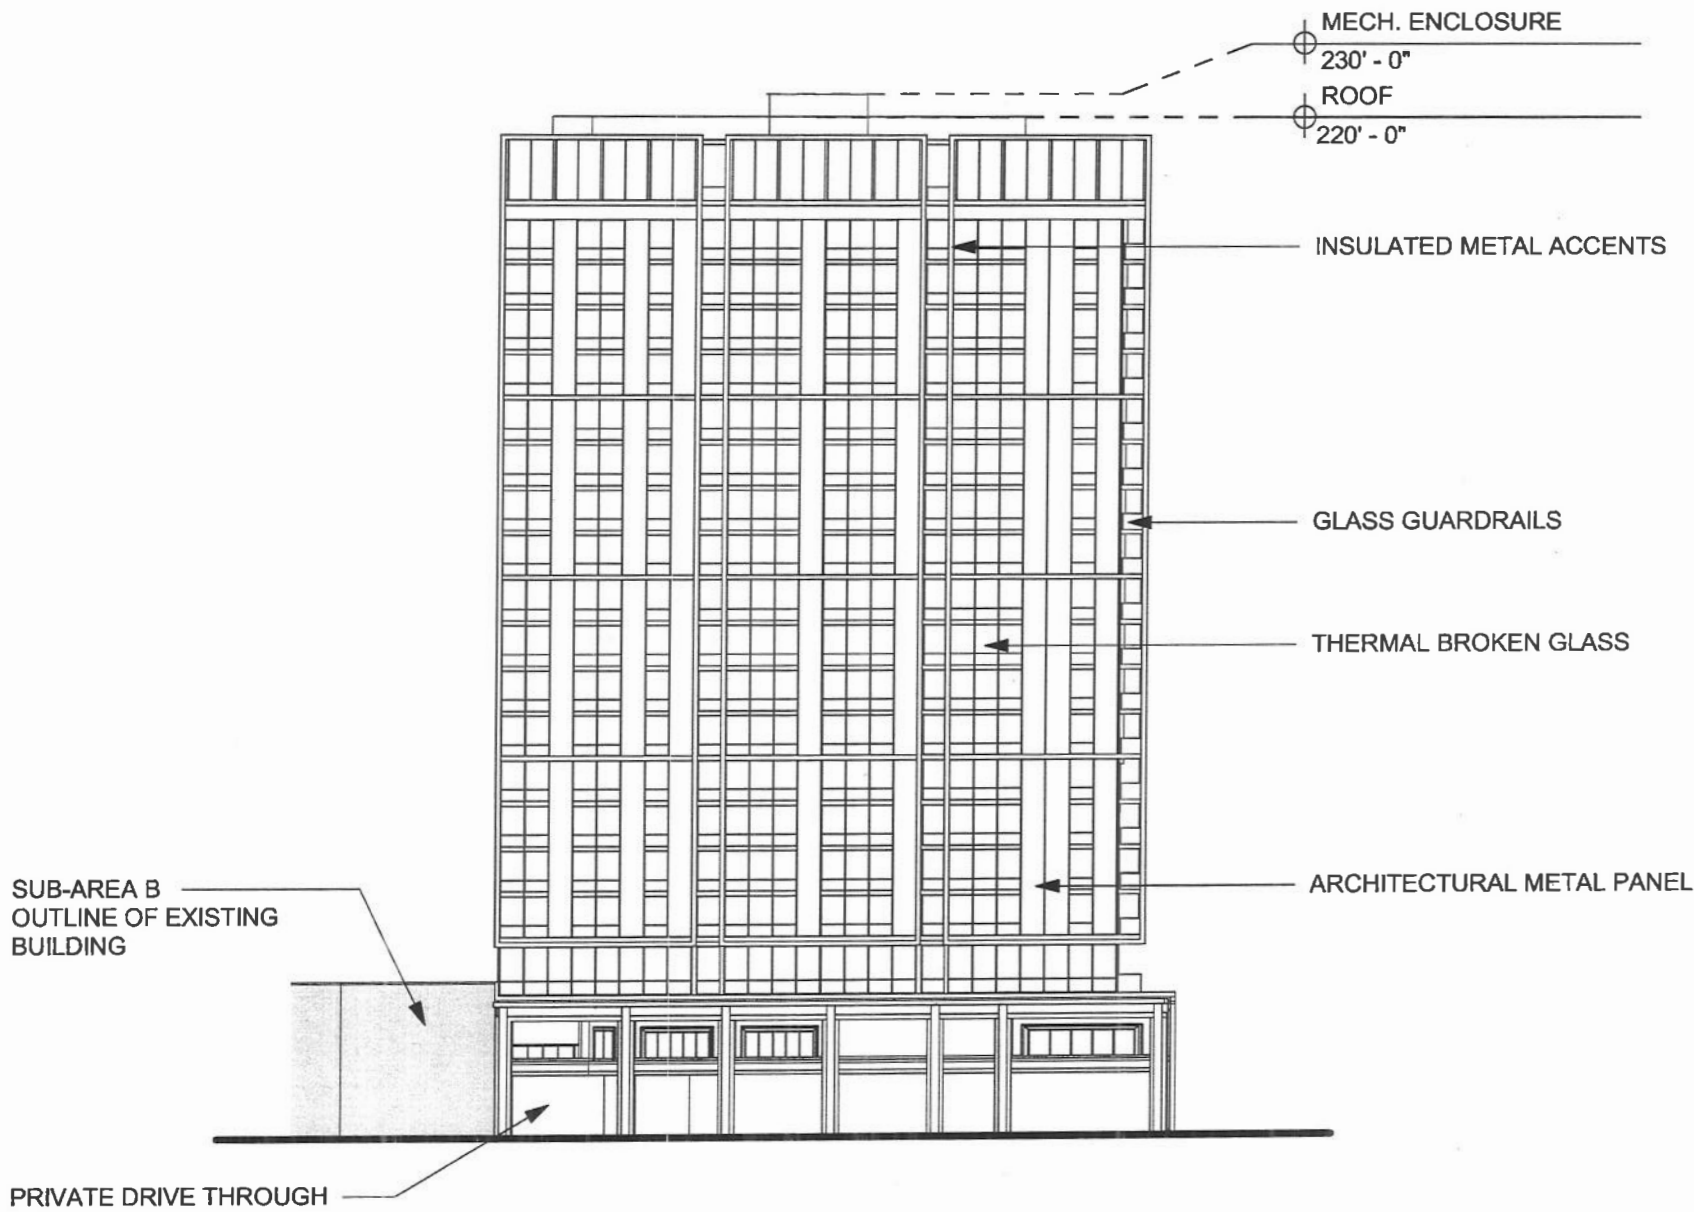 MECH. ENCLOSURE
230' - 0"
ROOF
220' - 0"
INSULATED METAL ACCENTS
GLASS GUARDRAILS
THERMAL BROKEN GLASS
ARCHITECTURAL METAL PANEL
SUB-AREA B
OUTLINE OF EXISTING
BUILDING
PRIVATE DRIVE THROUGH